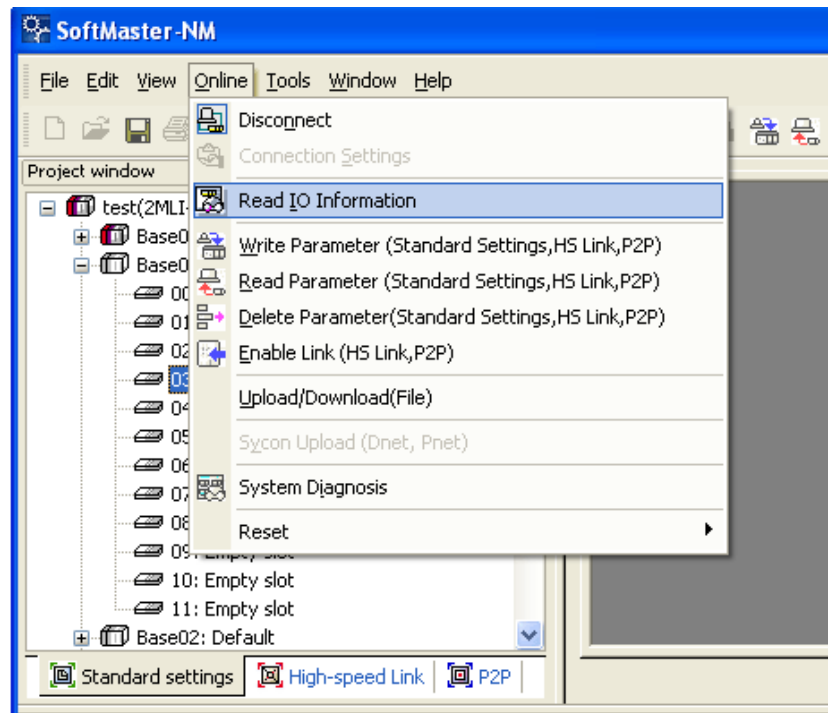 SoftMaster-NM
File Edit View Online Tools Window Help
Disconnect
Connection Settings
Project window
Read IO Information
test(2MLI-
Base0
Write Parameter (Standard Settings,HS Link,P2P)
Base0
Read Parameter (Standard Settings,HS Link,P2P)
00
Delete Parameter(Standard Settings,HS Link,P2P)
01
Enable Link (HS Link,P2P)
02
03
Upload/Download(File)
04
05
Sycon Upload (Dnet, Pnet)
06
System Diagnosis
07
08
Reset
09: Empty slot
10: Empty slot
11: Empty slot
Base02: Default
Standard settings High-speed Link P2P